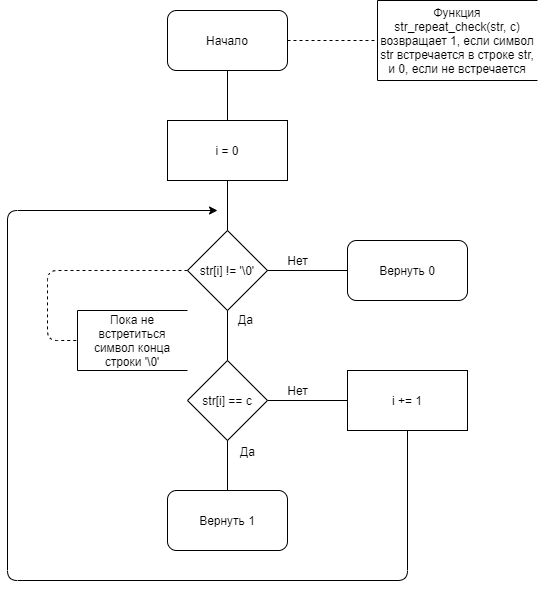 Начало
Функция
str_repeat_check(str, c)
возвращает 1, если символ
str встречается в строке str,
и 0, если не встречается
i = 0
str[i] != '\0'
Нет
Вернуть 0
Да
Пока не
встретиться
символ конца
строки '\0'
str[i] == c
Нет
i += 1
Да
Вернуть 1